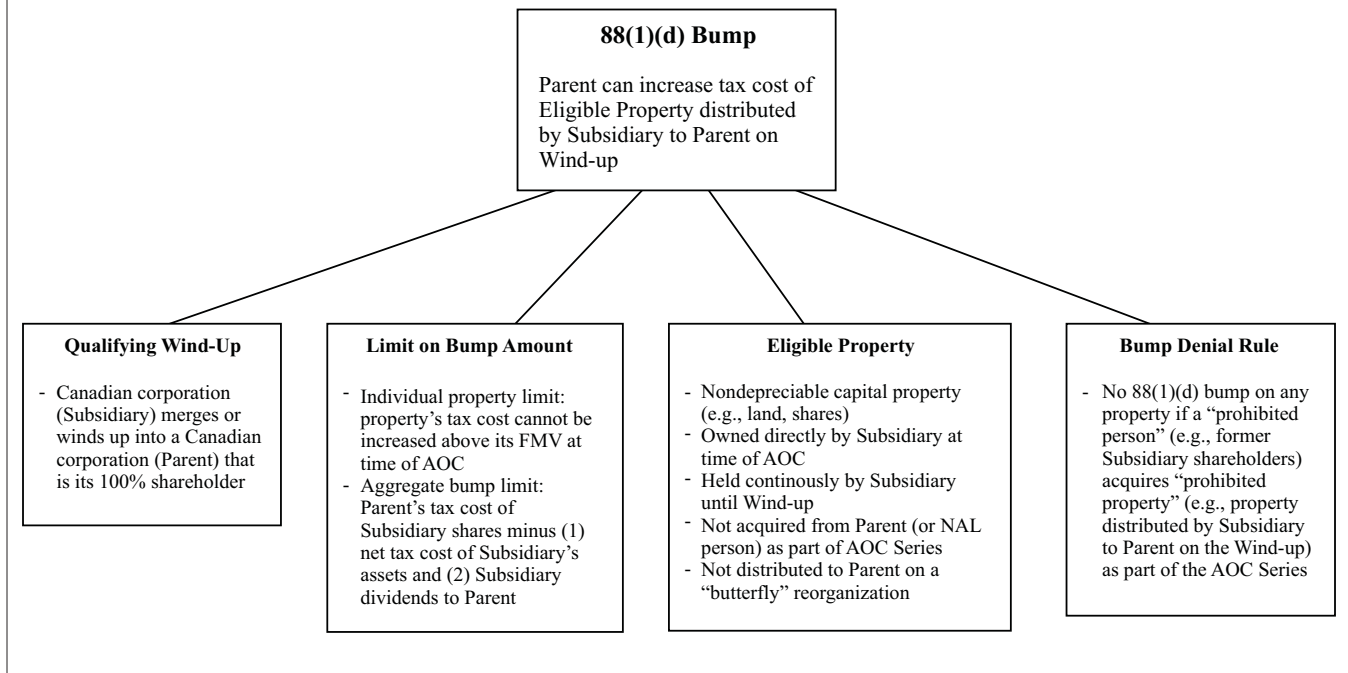 88(1)(d) Bump
Parent can increase tax cost of
Eligible Property distributed
by Subsidiary to Parent on
Wind-up
Qualifying Wind-Up
- Canadian corporation
(Subsidiary) merges or
winds up into a Canadian
corporation (Parent) that
is its 100% shareholder
Limit on Bump Amount
- Individual property limit:
property’s tax cost cannot be
increased above its FMV at
time of AOC
- Aggregate bump limit:
Parent’s tax cost of
Subsidiary shares minus (1)
net tax cost of Subsidiary’s
assets and (2) Subsidiary
dividends to Parent
Eligible Property
- Nondepreciable capital property
(e.g., land, shares)
- Owned directly by Subsidiary at
time of AOC
- Held continously by Subsidiary
until Wind-up
- Not acquired from Parent (or NAL
person) as part of AOC Series
- Not distributed to Parent on a
“butterfly” reorganization
Bump Denial Rule
- No 88(1)(d) bump on any
property if a “prohibited
person” (e.g., former
Subsidiary shareholders)
acquires “prohibited
property” (e.g., property
distributed by Subsidiary
to Parent on the Wind-up)
as part of the AOC Series